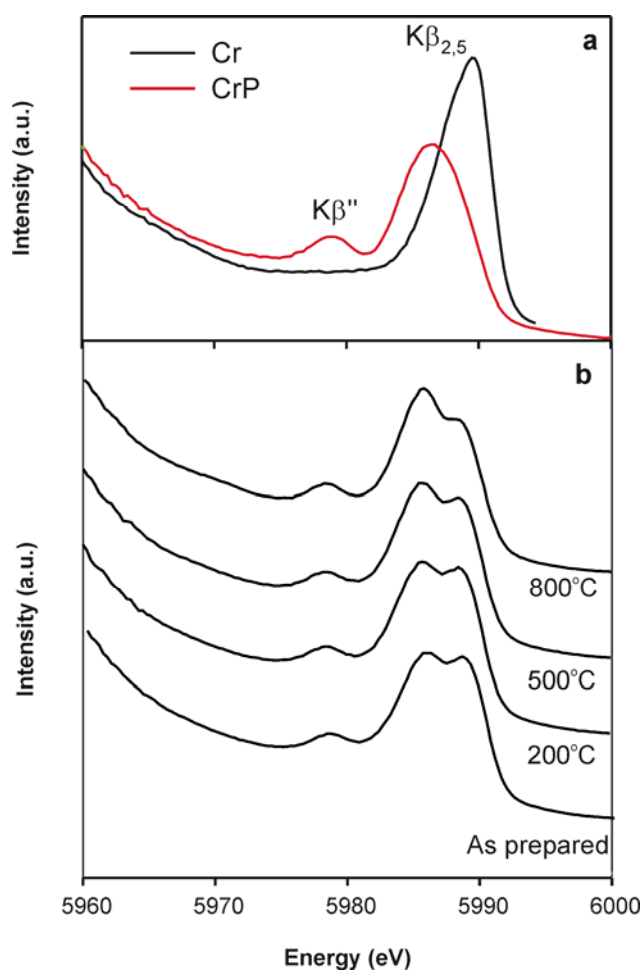 a
Kβ2,5
Cr
CrP
Kβ"
Intensity (a.u.)
b
800°C
500°C
200°C
As prepared
Intensity (a.u.)
5960 5970 5980 5990 6000
Energy (eV)